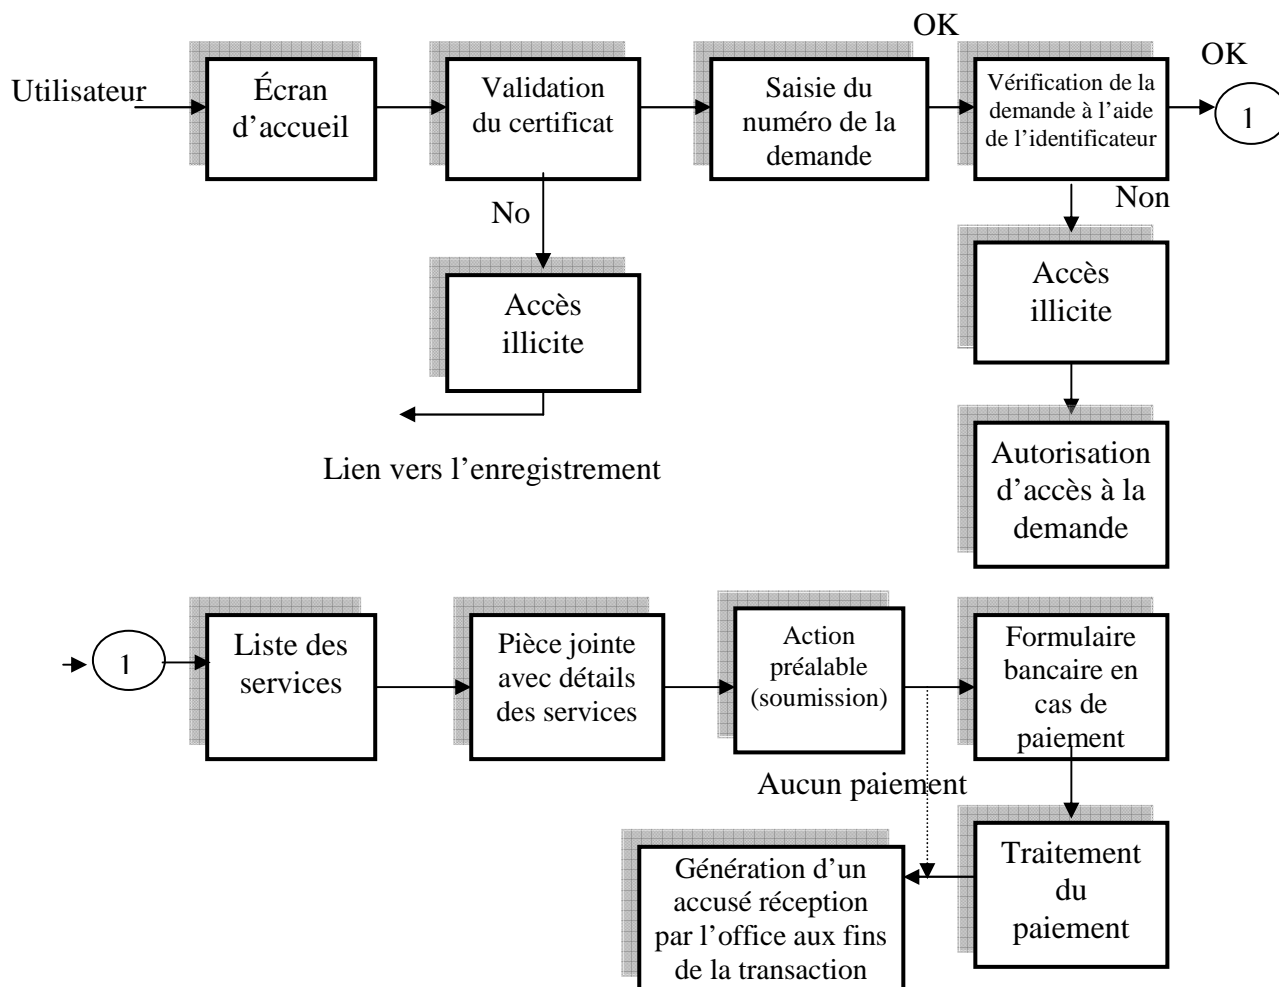 OK
OK
Utilisateur
Écran
d’accueil
Validation
du certificat
Saisie du
numéro de la
demande
Vérification de la
demande à l’aide
de l’identificateur
1
No
Non
Accès
illicite
Accès
illicite
Lien vers l’enregistrement
Autorisation
d’accès à la
demande
1
Liste des
services
Pièce jointe
avec détails
des services
Action
préalable
(soumission)
Formulaire
bancaire en
cas de
paiement
Aucun paiement
Traitement
du
paiement
Génération d’un
accusé réception
par l’office aux fins
de la transaction